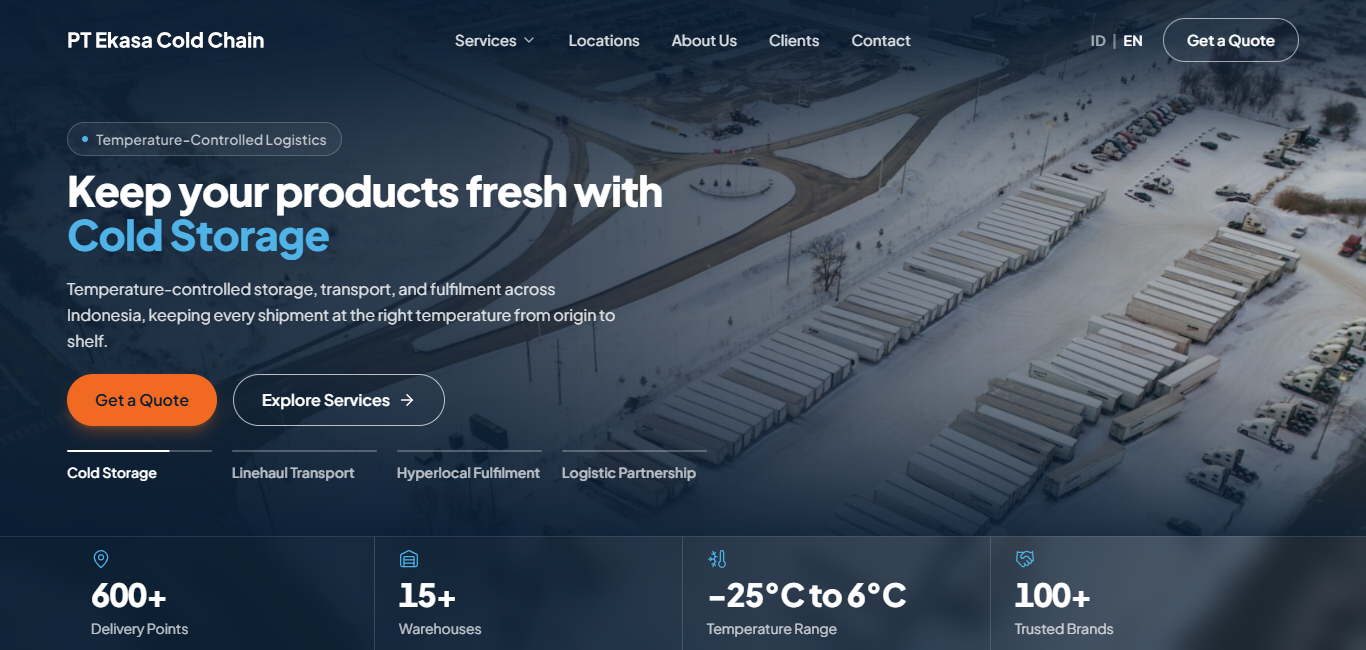 PT Ekasa Cold Chain
Services
Locations
About Us
Clients
Contact
ID | EN
Get a Quote
Temperature-Controlled Logistics
Keep your products fresh with
Cold Storage
Temperature-controlled storage, transport, and fulfilment across
Indonesia, keeping every shipment at the right temperature from origin to
shelf.
Get a Quote
Explore Services →
Cold Storage
Linehaul Transport
Hyperlocal Fulfilment
Logistic Partnership
600+
Delivery Points
15+
Warehouses
−25°C to 6°C
Temperature Range
100+
Trusted Brands